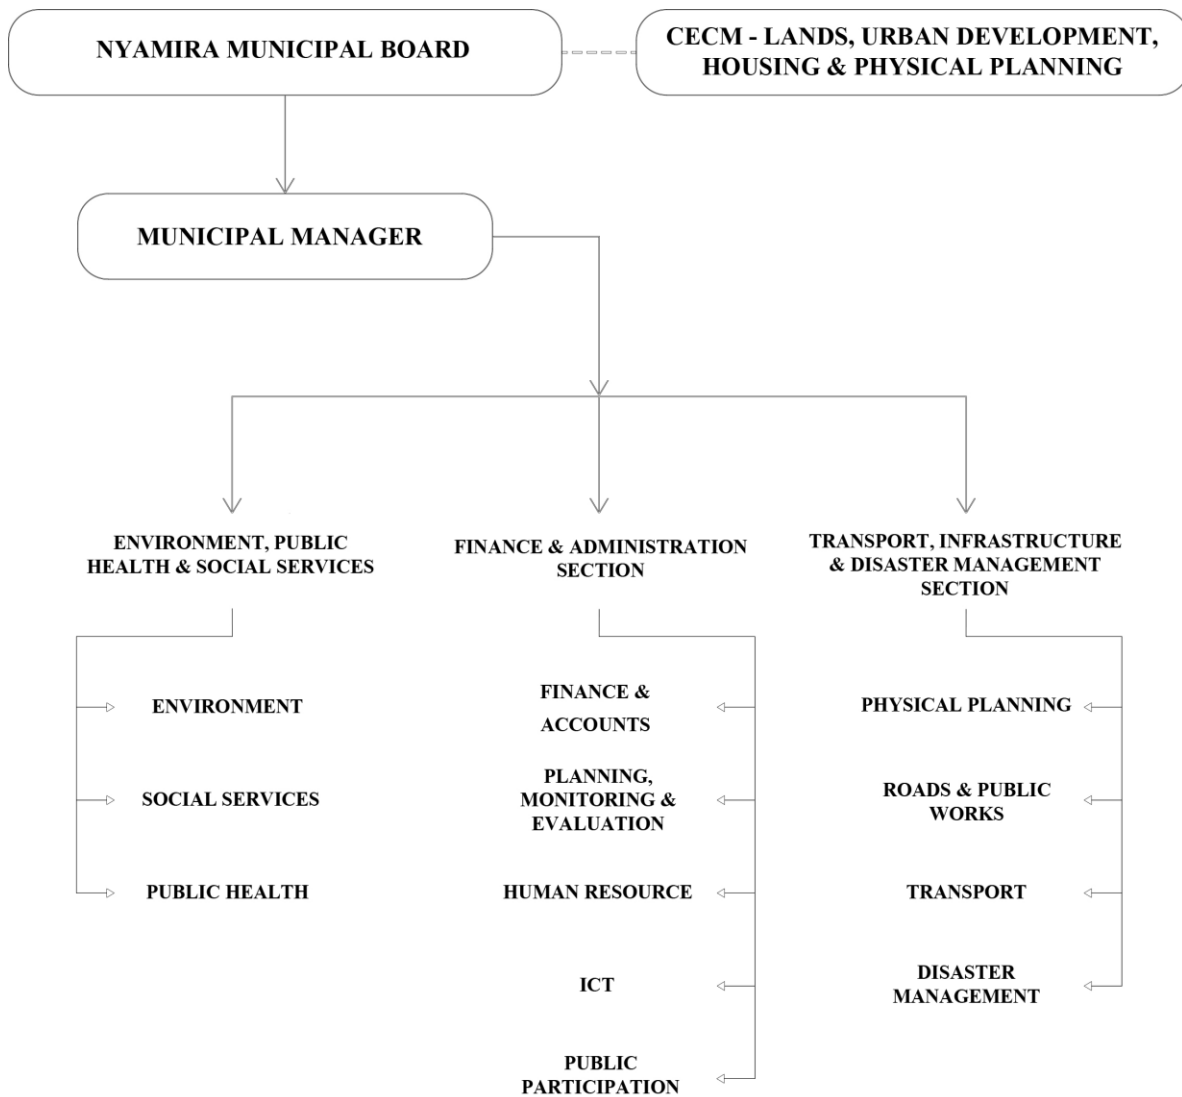 NYAMIRA MUNICIPAL BOARD
CECM - LANDS, URBAN DEVELOPMENT,
HOUSING & PHYSICAL PLANNING
MUNICIPAL MANAGER
ENVIRONMENT, PUBLIC
HEALTH & SOCIAL SERVICES
FINANCE & ADMINISTRATION
SECTION
TRANSPORT, INFRASTRUCTURE
& DISASTER MANAGEMENT
SECTION
ENVIRONMENT
SOCIAL SERVICES
PUBLIC HEALTH
FINANCE &
ACCOUNTS
PLANNING,
MONITORING &
EVALUATION
HUMAN RESOURCE
ICT
PUBLIC
PARTICIPATION
PHYSICAL PLANNING
ROADS & PUBLIC
WORKS
TRANSPORT
DISASTER
MANAGEMENT